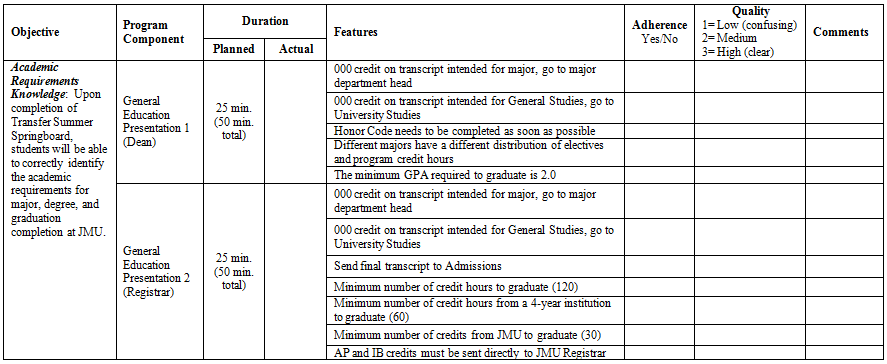 Objective
Program
Component
Duration
Planned
Actual
Features
Adherence
Yes/No
Quality
1= Low (confusing)
2= Medium
3= High (clear)
Comments
Academic
Requirements
Knowledge: Upon
completion of
Transfer Summer
Springboard,
students will be able
to correctly identify
the academic
requirements for
major, degree, and
graduation
completion at JMU.
General
Education
Presentation 1
(Dean)
25 min.
(50 min.
total)
000 credit on transcript intended for major, go to major
department head
000 credit on transcript intended for General Studies, go to
University Studies
Honor Code needs to be completed as soon as possible
Different majors have a different distribution of electives
and program credit hours
The minimum GPA required to graduate is 2.0
General
Education
Presentation 2
(Registrar)
25 min.
(50 min.
total)
000 credit on transcript intended for major, go to major
department head
000 credit on transcript intended for General Studies, go to
University Studies
Send final transcript to Admissions
Minimum number of credit hours to graduate (120)
Minimum number of credit hours from a 4-year institution
to graduate (60)
Minimum number of credits from JMU to graduate (30)
AP and IB credits must be sent directly to JMU Registrar